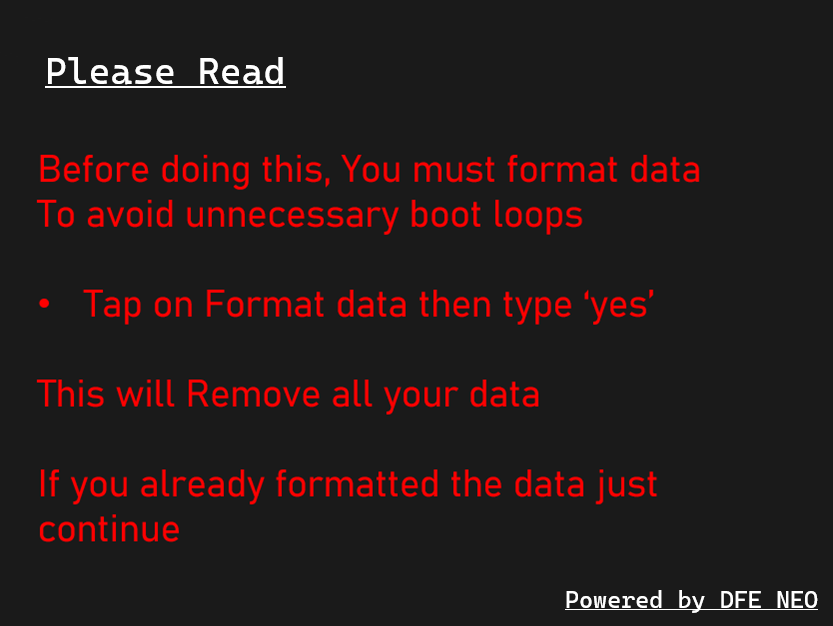 Please Read
Before doing this, You must format data
To avoid unnecessary boot loops
• Tap on Format data then type ‘yes’
This will Remove all your data
If you already formatted the data just
continue
Powered by DFE NEO